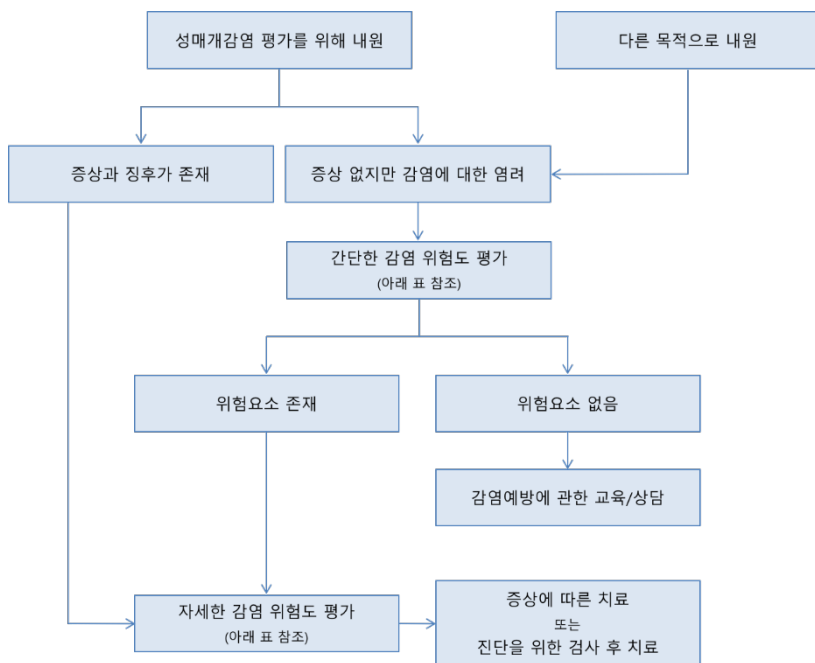 성매개감염 평가를 위해 내원
다른 목적으로 내원
증상과 징후가 존재
증상 없지만 감염에 대한 염려
간단한 감염 위험도 평가
(아래 표 참조)
위험요소 존재
위험요소 없음
감염예방에 관한 교육/상담
자세한 감염 위험도 평가
(아래 표 참조)
증상에 따른 치료
또는
진단을 위한 검사 후 치료